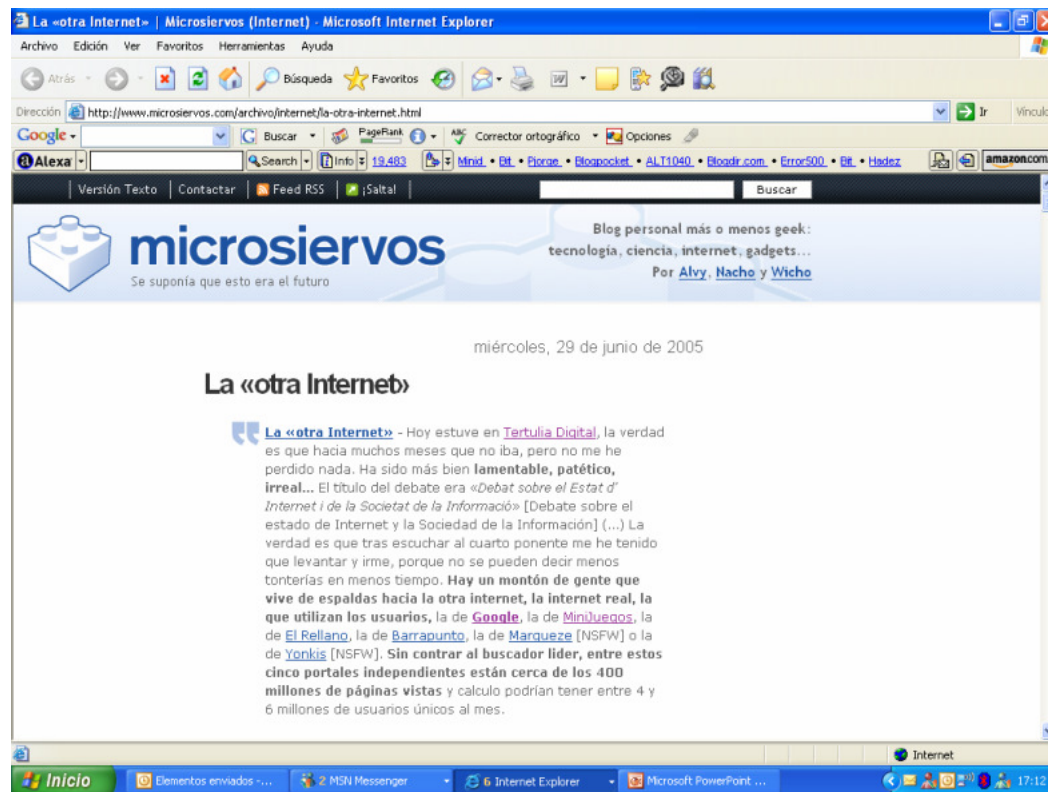 La «otra Internet» | Microsiervos (Internet) - Microsoft Internet Explorer
Archivo Edición Ver Favoritos Herramientas Ayuda
Atrás Búsqueda Favoritos
Dirección http://www.microsiervos.com/archivo/internet/la-otra-internet.html Ir Vínculo
Google Buscar PageRank Corrector ortográfico Opciones
Alexa Search Info 19,483 Minid • Bit • Pjorge • Blogpocket • ALT1040 • Blogdir.com • Error500 • Bit • Hadez amazon.com
Versión Texto | Contactar | Feed RSS | ¡Salta! | Buscar
microsiervos
Se suponía que esto era el futuro
Blog personal más o menos geek:
tecnología, ciencia, internet, gadgets...
Por Alvy, Nacho y Wicho
miércoles, 29 de junio de 2005
La «otra Internet»
La «otra Internet» - Hoy estuve en Tertulia Digital, la verdad
es que hacia muchos meses que no iba, pero no me he
perdido nada. Ha sido más bien lamentable, patético,
irreal... El título del debate era «Debat sobre el Estat d'
Internet i de la Societat de la Informació» [Debate sobre el
estado de Internet y la Sociedad de la Información] (...) La
verdad es que tras escuchar al cuarto ponente me he tenido
que levantar y irme, porque no se pueden decir menos
tonterías en menos tiempo. Hay un montón de gente que
vive de espaldas hacia la otra internet, la internet real, la
que utilizan los usuarios, la de Google, la de MiniJuegos, la
de El Rellano, la de Barrapunto, la de Marqueze [NSFW] o la
de Yonkis [NSFW]. Sin contrar al buscador lider, entre estos
cinco portales independientes están cerca de los 400
millones de páginas vistas y calculo podrían tener entre 4 y
6 millones de usuarios únicos al mes.
Internet
Inicio Elementos enviados -... 2 MSN Messenger 6 Internet Explorer Microsoft PowerPoint ... 17:12